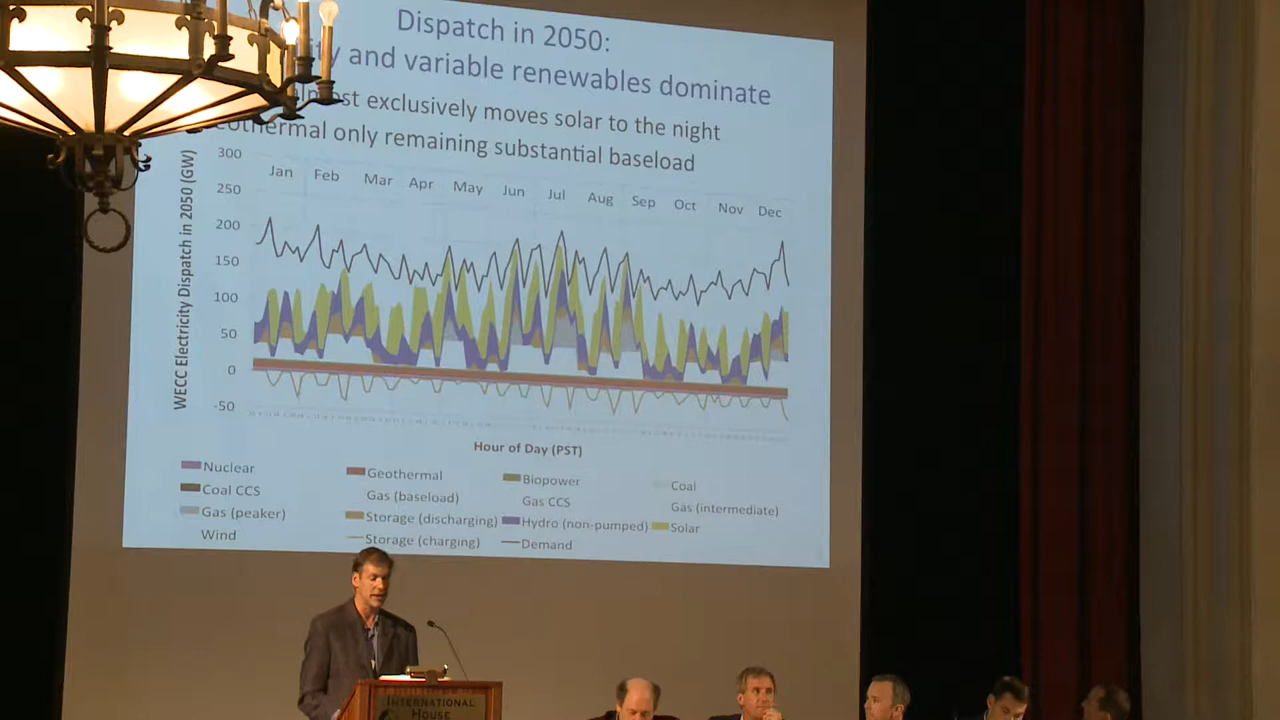 Dispatch in 2050:
and variable renewables dominate
exclusively moves solar to the night
only remaining substantial baseload
WECC Electricity Dispatch in 2050 (GW)
300
250
200
150
100
50
0
-50
Jan Feb Mar Apr May Jun Jul Aug Sep Oct Nov Dec
Hour of Day (PST)
Nuclear Geothermal Biopower Coal
Coal CCS Gas (baseload) Gas CCS Gas (intermediate)
Gas (peaker) Storage (discharging) Hydro (non-pumped) Solar
Wind Storage (charging) Demand
INTERNATIONAL
HOUSE